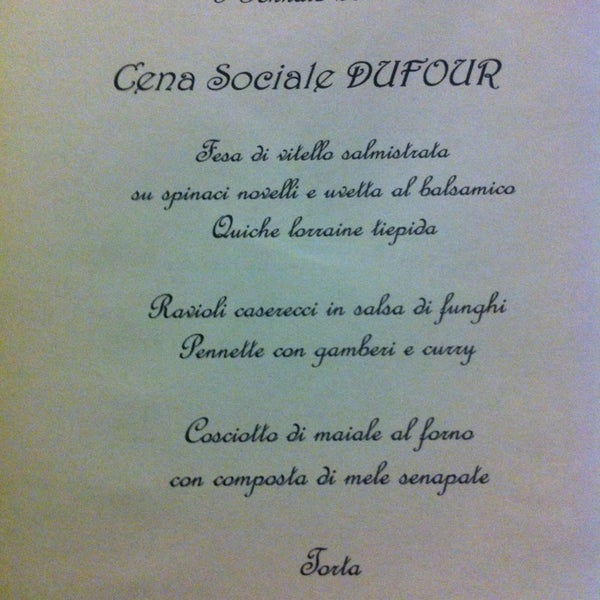 Cena Sociale DUFOUR
Fesa di vitello salmistrata
su spinaci novelli e uvetta al balsamico
Quiche lorraine tiepida
Ravioli caserecci in salsa di funghi
Pennette con gamberi e curry
Cosciotto di maiale al forno
con composta di mele senapate
Torta